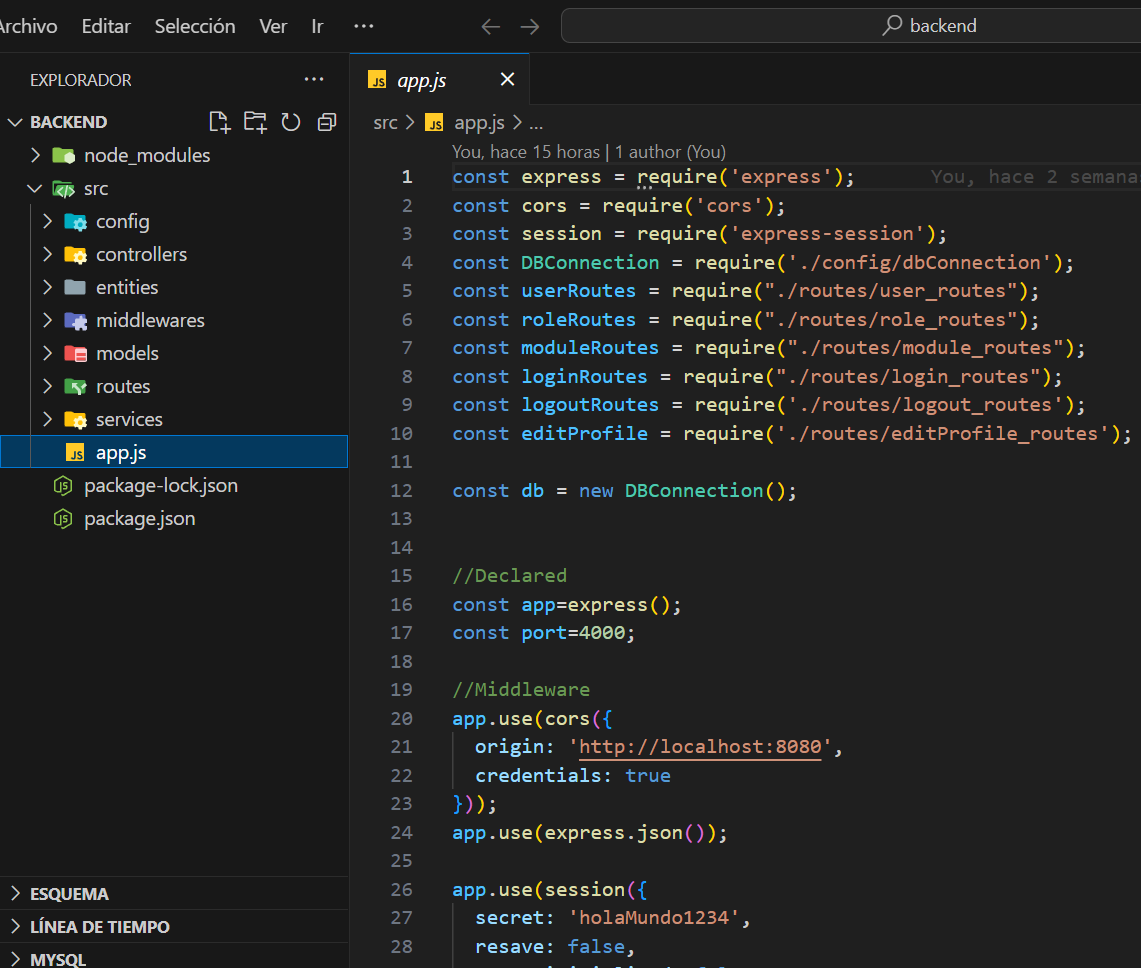 Archivo Editar Selección Ver Ir ··· backend
EXPLORADOR ···
BACKEND
node_modules
src
config
controllers
entities
middlewares
models
routes
services
JS app.js
package-lock.json
package.json
ESQUEMA
LÍNEA DE TIEMPO
MYSQL
JS app.js
src > JS app.js > ...
You, hace 15 horas | 1 author (You)
1 const express = require('express'); You, hace 2 semanas
2 const cors = require('cors');
3 const session = require('express-session');
4 const DBConnection = require('./config/dbConnection');
5 const userRoutes = require("./routes/user_routes");
6 const roleRoutes = require("./routes/role_routes");
7 const moduleRoutes = require("./routes/module_routes");
8 const loginRoutes = require("./routes/login_routes");
9 const logoutRoutes = require('./routes/logout_routes');
10 const editProfile = require('./routes/editProfile_routes');
11
12 const db = new DBConnection();
13
14
15 //Declared
16 const app=express();
17 const port=4000;
18
19 //Middleware
20 app.use(cors({
21 origin: 'http://localhost:8080',
22 credentials: true
23 }));
24 app.use(express.json());
25
26 app.use(session({
27 secret: 'holaMundo1234',
28 resave: false,